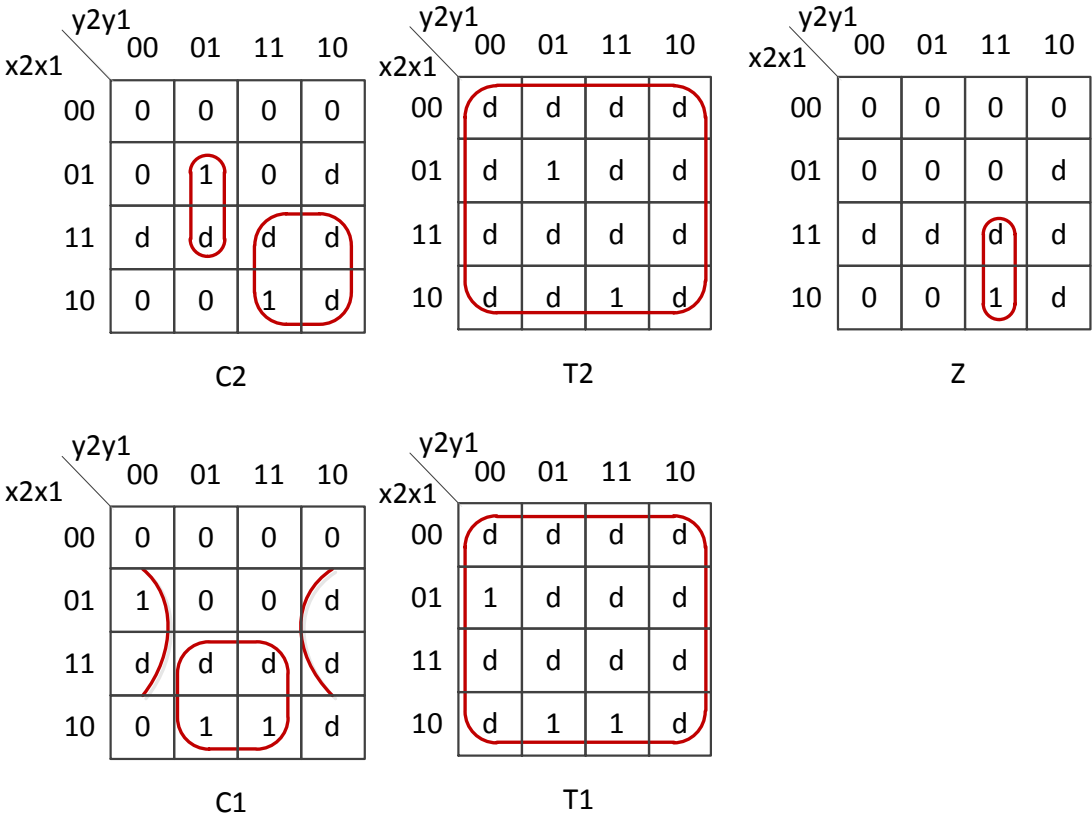 y2y1 y2y1 y2y1
x2x1 00 01 11 10 x2x1 00 01 11 10 x2x1 00 01 11 10
00 0 0 0 0 00 d d d d 00 0 0 0 0
01 0 1 0 d 01 d 1 d d 01 0 0 0 d
11 d d d d 11 d d d d 11 d d d d
10 0 0 1 d 10 d d 1 d 10 0 0 1 d
C2 T2 Z
y2y1 y2y1
x2x1 00 01 11 10 x2x1 00 01 11 10
00 0 0 0 0 00 d d d d
01 1 0 0 d 01 1 d d d
11 d d d d 11 d d d d
10 0 1 1 d 10 d 1 1 d
C1 T1